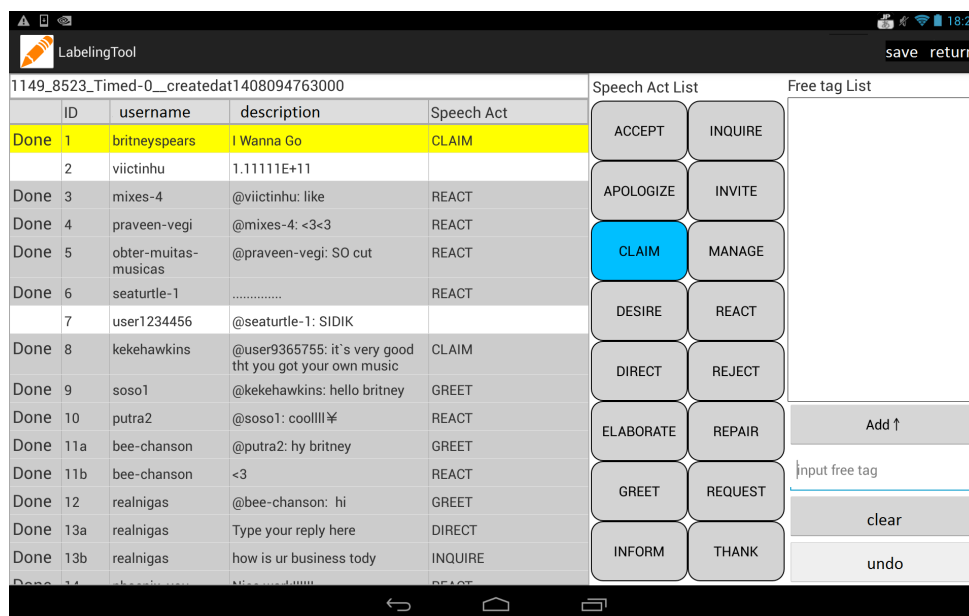 18:2
LabelingTool
save return
1149_8523_Timed-0__createdat1408094763000
Speech Act List
Free tag List
ID username description Speech Act
Done 1 britneyspears I Wanna Go CLAIM
2 viictinhu 1.11111E+11
Done 3 mixes-4 @viictinhu: like REACT
Done 4 praveen-vegi @mixes-4: <3<3 REACT
Done 5 obter-muitas- @praveen-vegi: SO cut REACT
musicas
Done 6 seaturtle-1 .............. REACT
7 user1234456 @seaturtle-1: SIDIK
Done 8 kekehawkins @user9365755: it`s very good CLAIM
tht you got your own music
Done 9 soso1 @kekehawkins: hello britney GREET
Done 10 putra2 @soso1: coollll¥ REACT
Done 11a bee-chanson @putra2: hy britney GREET
Done 11b bee-chanson <3 REACT
Done 12 realnigas @bee-chanson: hi GREET
Done 13a realnigas Type your reply here DIRECT
Done 13b realnigas how is ur business tody INQUIRE
ACCEPT INQUIRE
APOLOGIZE INVITE
CLAIM MANAGE
DESIRE REACT
DIRECT REJECT
ELABORATE REPAIR
GREET REQUEST
INFORM THANK
Add ↑
input free tag
clear
undo